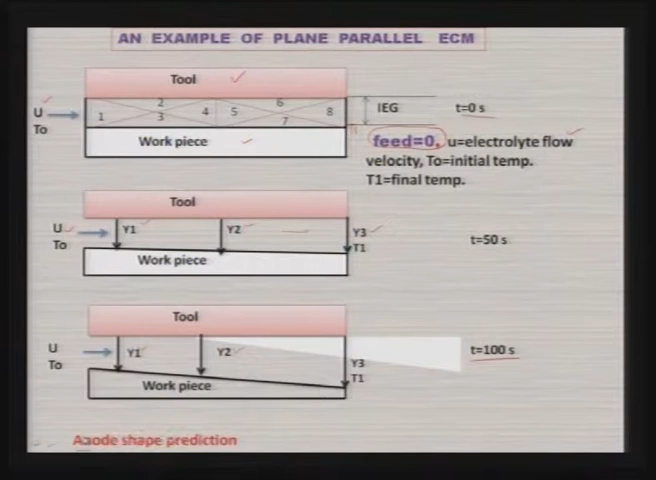 AN EXAMPLE OF PLANE PARALLEL ECM
Tool
2 6
U 1 3 4 5 7 8 IEG t=0 s
To
Work piece feed=0, u=electrolyte flow
velocity, To=initial temp.
T1=final temp.
Tool
U Y1 Y2 Y3 t=50 s
To T1
Work piece
Tool
U Y1 Y2 t=100 s
To Y3
T1
Work piece
Anode shape prediction